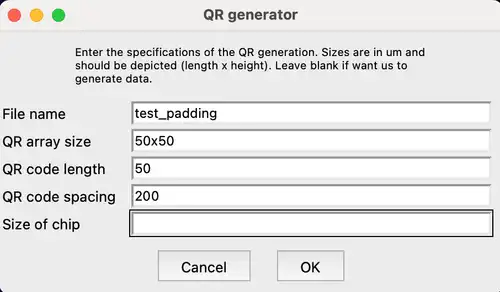 QR generator
Enter the specifications of the QR generation. Sizes are in um and
should be depicted (length x height). Leave blank if want us to
generate data.
File name test_padding
QR array size 50x50
QR code length 50
QR code spacing 200
Size of chip
Cancel OK